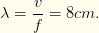 λ = v/f = 8cm.